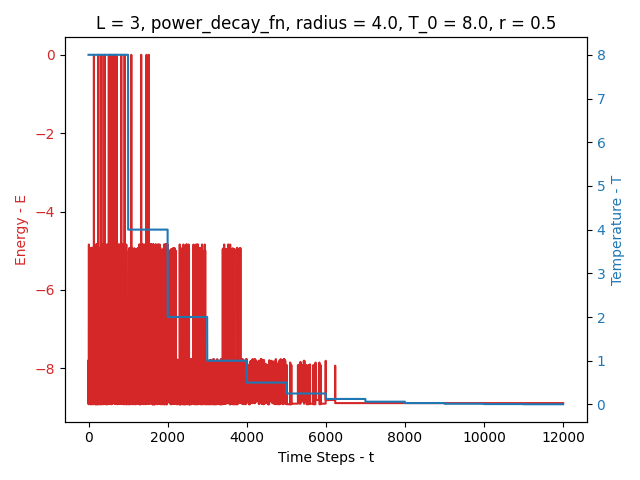 L = 3, power_decay_fn, radius = 4.0, T_0 = 8.0, r = 0.5
Energy - E
0
−2
−4
−6
−8
8
7
6
5
4
3
2
1
0
Temperature - T
0 2000 4000 6000 8000 10000 12000
Time Steps - t